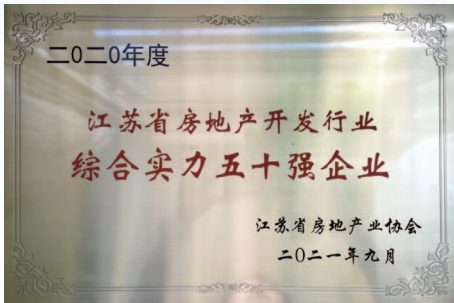 二〇二〇年度
江苏省房地产开发行业
综合实力五十强企业
江苏省房地产业协会
二〇二一年九月